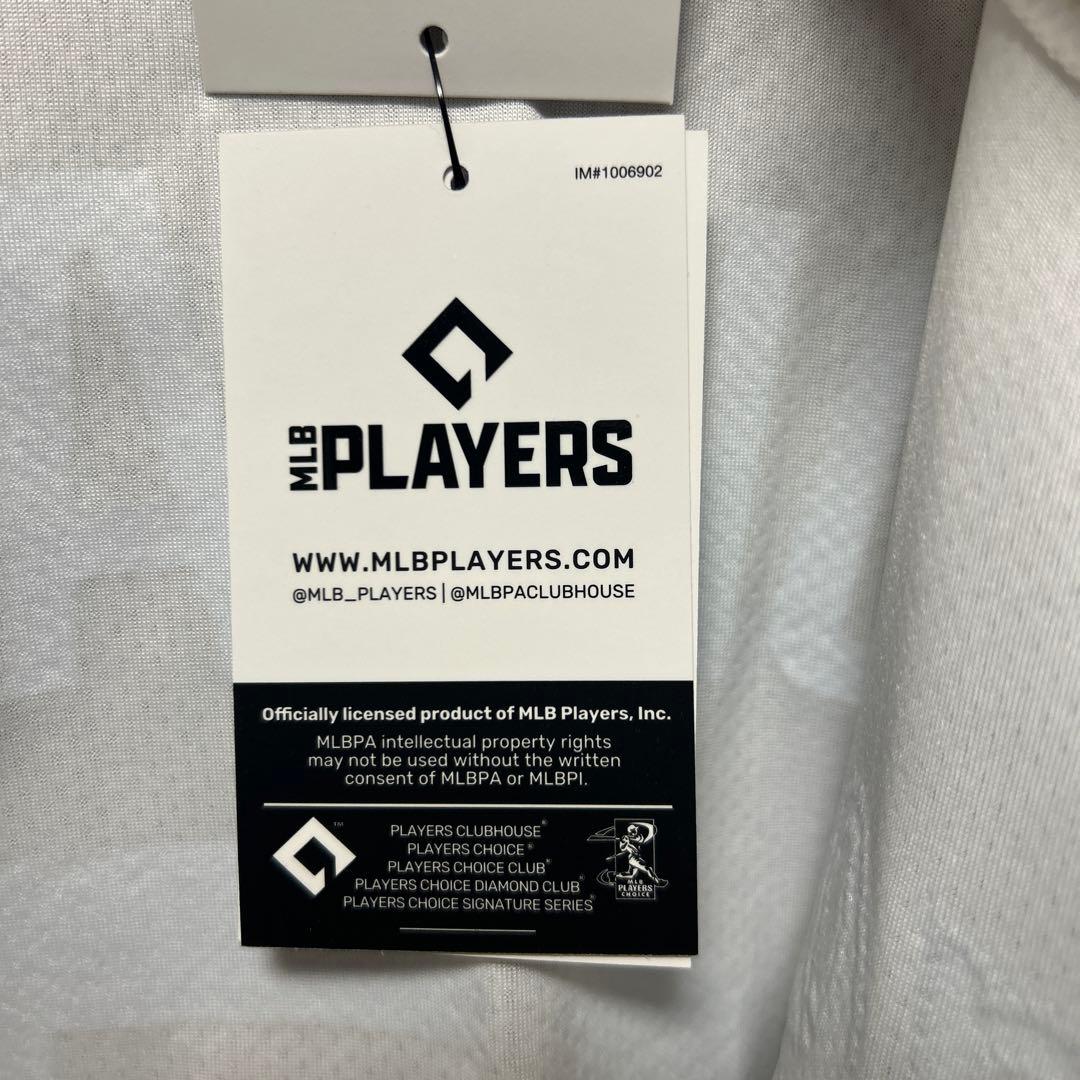 IM#1006902
MLB PLAYERS
WWW.MLBPLAYERS.COM
@MLB_PLAYERS | @MLBPACLUBHOUSE
Officially licensed product of MLB Players, Inc.
MLBPA intellectual property rights
may not be used without the written
consent of MLBPA or MLBPI.
™
PLAYERS CLUBHOUSE®
PLAYERS CHOICE®
PLAYERS CHOICE CLUB®
PLAYERS CHOICE DIAMOND CLUB®
PLAYERS CHOICE SIGNATURE SERIES®
MLB
PLAYERS
CHOICE